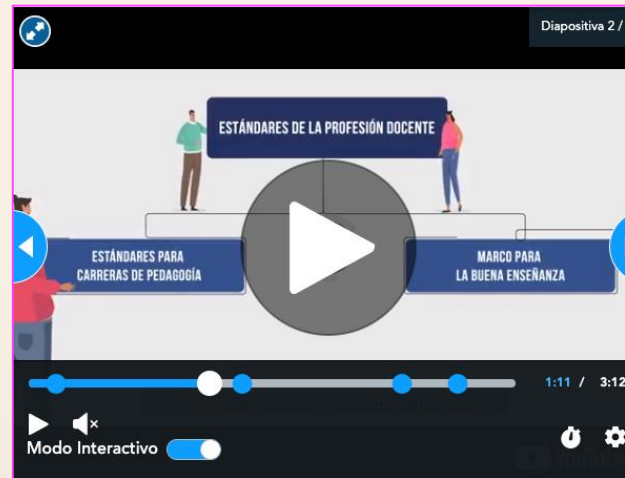 Diapositiva 2 /
ESTÁNDARES DE LA PROFESIÓN DOCENTE
ESTÁNDARES PARA
CARRERAS DE PEDAGOGÍA
MARCO PARA
LA BUENA ENSEÑANZA
1:11 / 3:12
Modo Interactivo